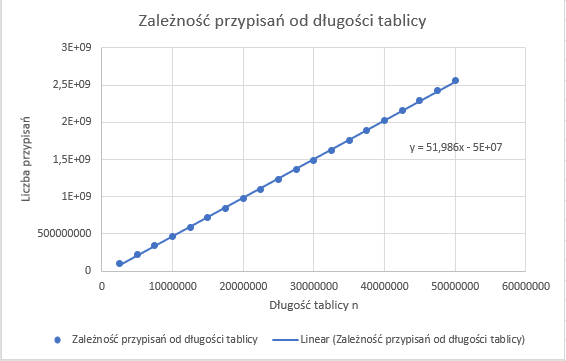 Zależność przypisań od długości tablicy
3E+09
2,5E+09
2E+09
1,5E+09
1E+09
500000000
0
Liczba przypisań
y = 51,986x - 5E+07
0 10000000 20000000 30000000 40000000 50000000 60000000
Długość tablicy n
Zależność przypisań od długości tablicy Linear (Zależność przypisań od długości tablicy)